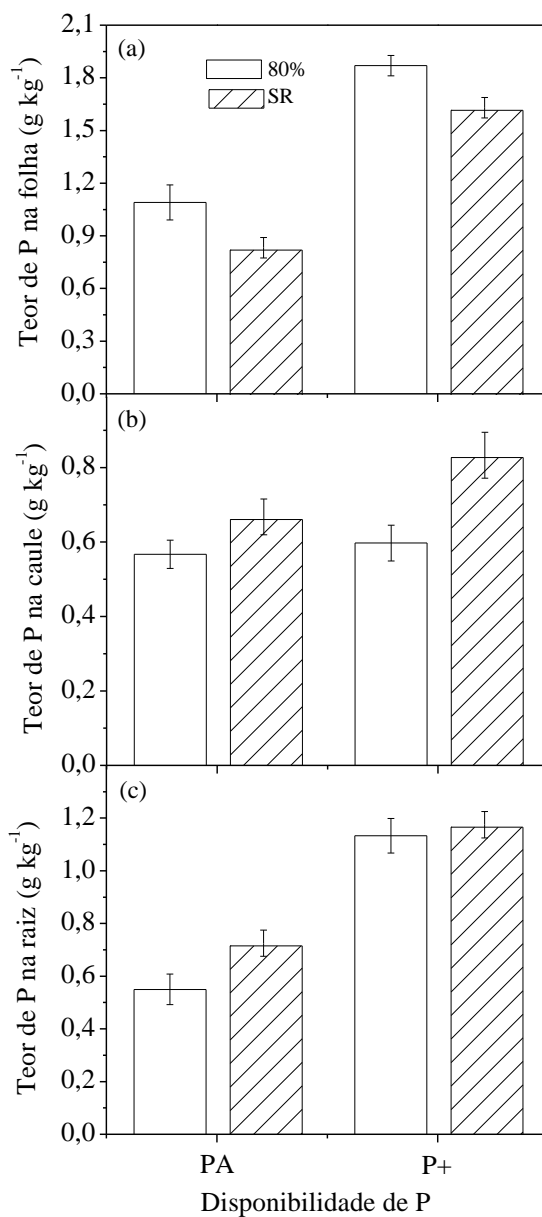 (a)
80%
SR
Teor de P na folha (g kg-1)
2,1
1,8
1,5
1,2
0,9
0,6
0,3
0,0
(b)
Teor de P na caule (g kg-1)
0,8
0,6
0,4
0,2
0,0
(c)
Teor de P na raiz (g kg-1)
1,2
1,0
0,8
0,6
0,4
0,2
0,0
PA
P+
Disponibilidade de P